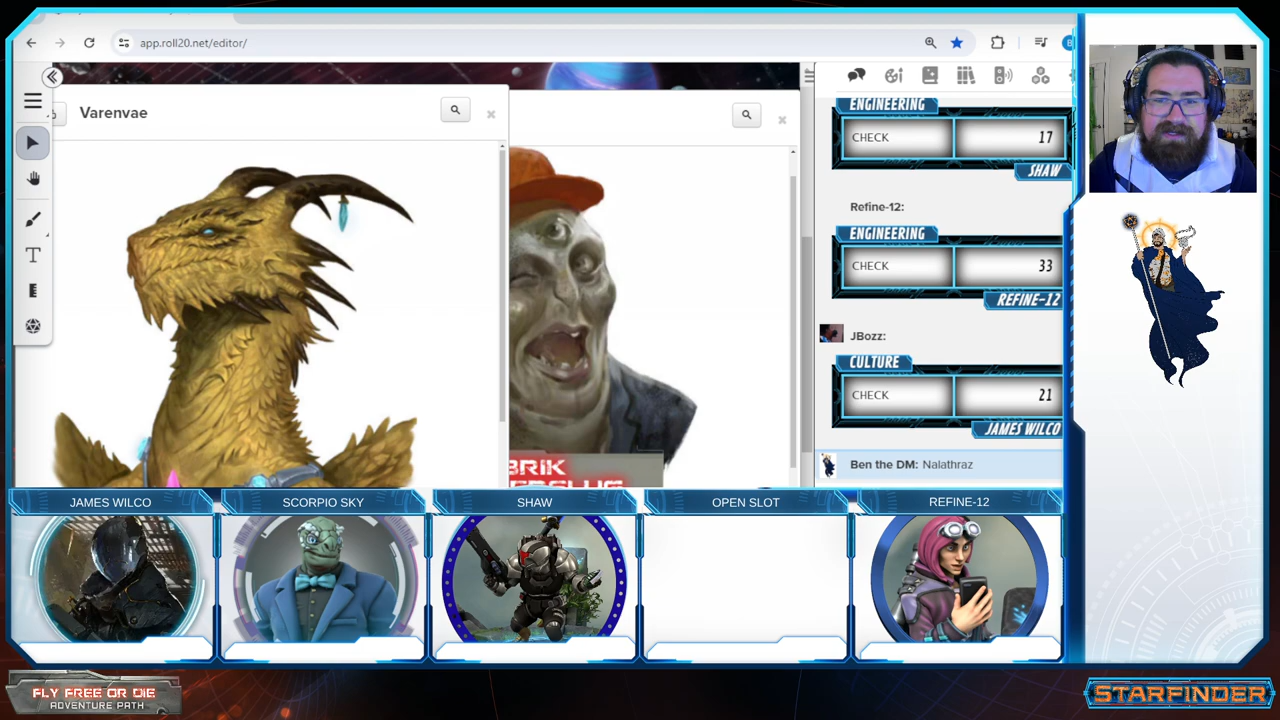 app.roll20.net/editor/
Varenvae
ENGINEERING
CHECK 17
SHAW
Refine-12:
ENGINEERING
CHECK 33
REFINE-12
JBozz:
CULTURE
CHECK 21
JAMES WILCO
Ben the DM: Nalathraz
JAMES WILCO
SCORPIO SKY
SHAW
OPEN SLOT
REFINE-12
FLY FREE OR DIE
ADVENTURE PATH
STARFINDER